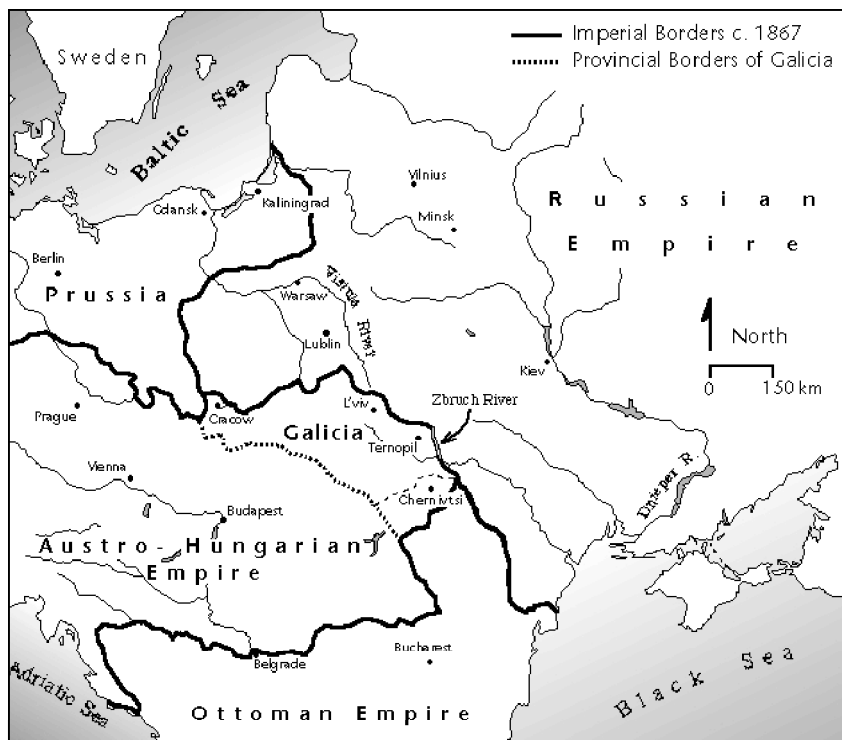 Imperial Borders c. 1867
Provincial Borders of Galicia
Sweden
Baltic Sea
Vilnius
Kaliningrad
Gdansk
Minsk
Russian
Empire
Berlin
Prussia
Warsaw
Vistula River
Lublin
North
0 150 km
Kiev
Zbruch River
Prague
Cracow
L'viv
Galicia
Ternopil
Vienna
Chernivtsi
Dnieper R.
Budapest
Austro-Hungarian
Empire
Belgrade
Bucharest
Adriatic Sea
Ottoman Empire
Black Sea